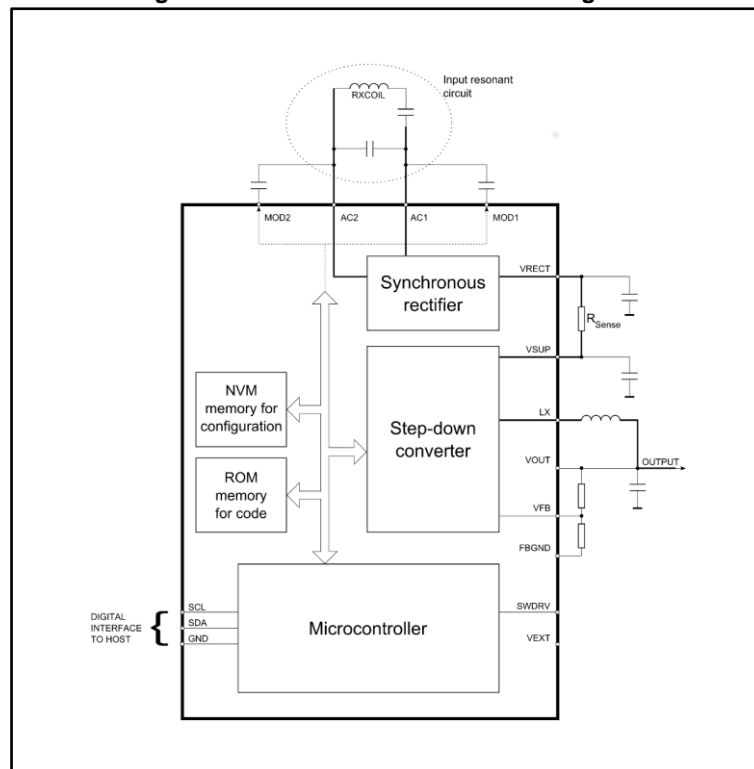 RXCOIL
Input resonant
circuit
MOD2
AC2
AC1
MOD1
Synchronous
rectifier
VRECT
RSense
VSUP
NVM
memory for
configuration
Step-down
converter
LX
VOUT
OUTPUT
ROM
memory
for code
VFB
FBGND
DIGITAL
INTERFACE
TO HOST
{
SCL
SDA
GND
Microcontroller
SWDRV
VEXT